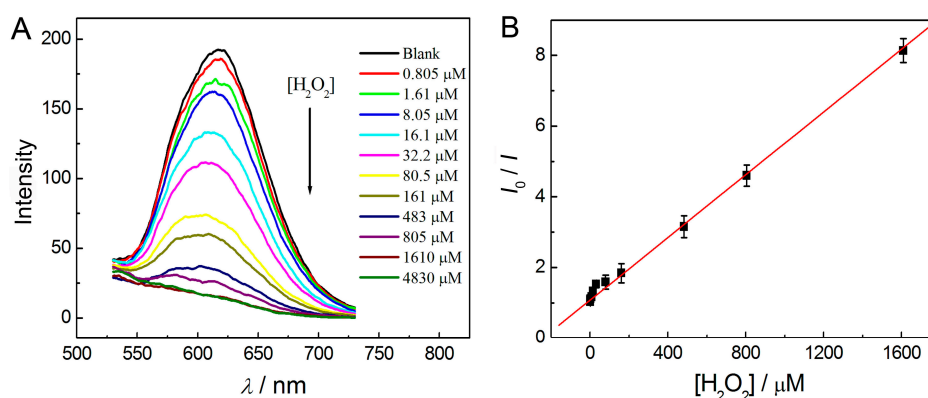 A
200
150
100
50
0
Intensity
500 550 600 650 700 750 800
λ / nm
[H₂O₂]
Blank
0.805 μM
1.61 μM
8.05 μM
16.1 μM
32.2 μM
80.5 μM
161 μM
483 μM
805 μM
1610 μM
4830 μM
B
8
6
4
2
0
I₀ / I
0 400 800 1200 1600
[H₂O₂] / μM